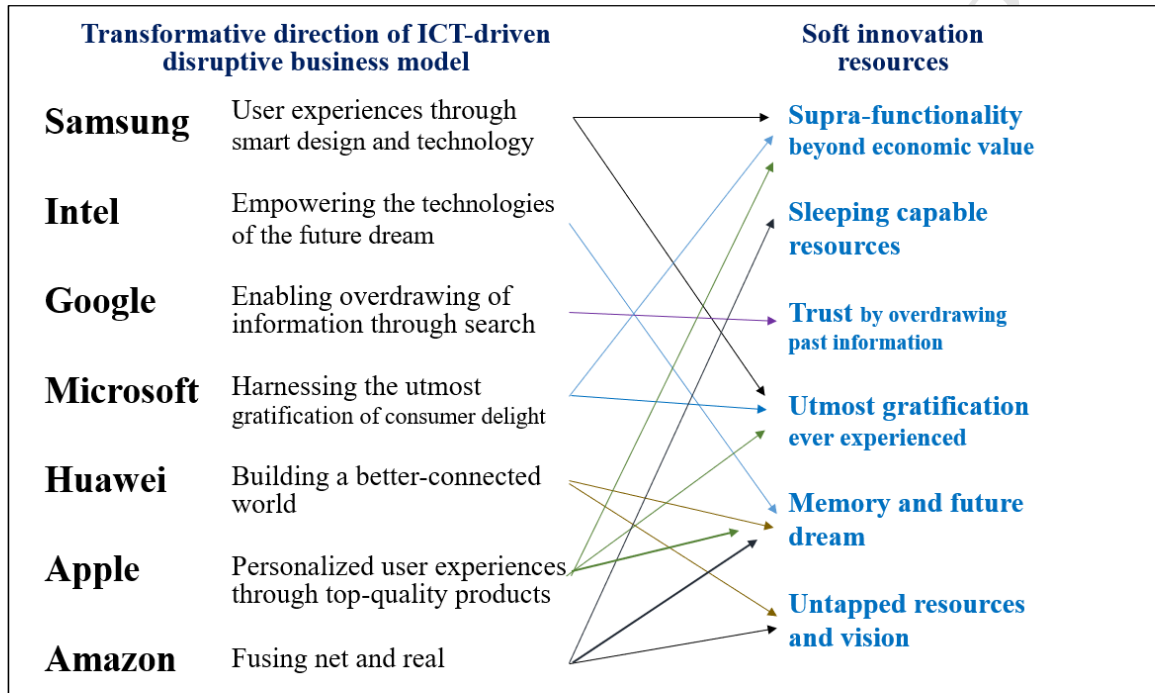 Transformative direction of ICT-driven
disruptive business model
Soft innovation
resources
Samsung
User experiences through
smart design and technology
Intel
Empowering the technologies
of the future dream
Google
Enabling overdrawing of
information through search
Microsoft
Harnessing the utmost
gratification of consumer delight
Huawei
Building a better-connected
world
Apple
Personalized user experiences
through top-quality products
Amazon
Fusing net and real
Supra-functionality
beyond economic value
Sleeping capable
resources
Trust by overdrawing
past information
Utmost gratification
ever experienced
Memory and future
dream
Untapped resources
and vision